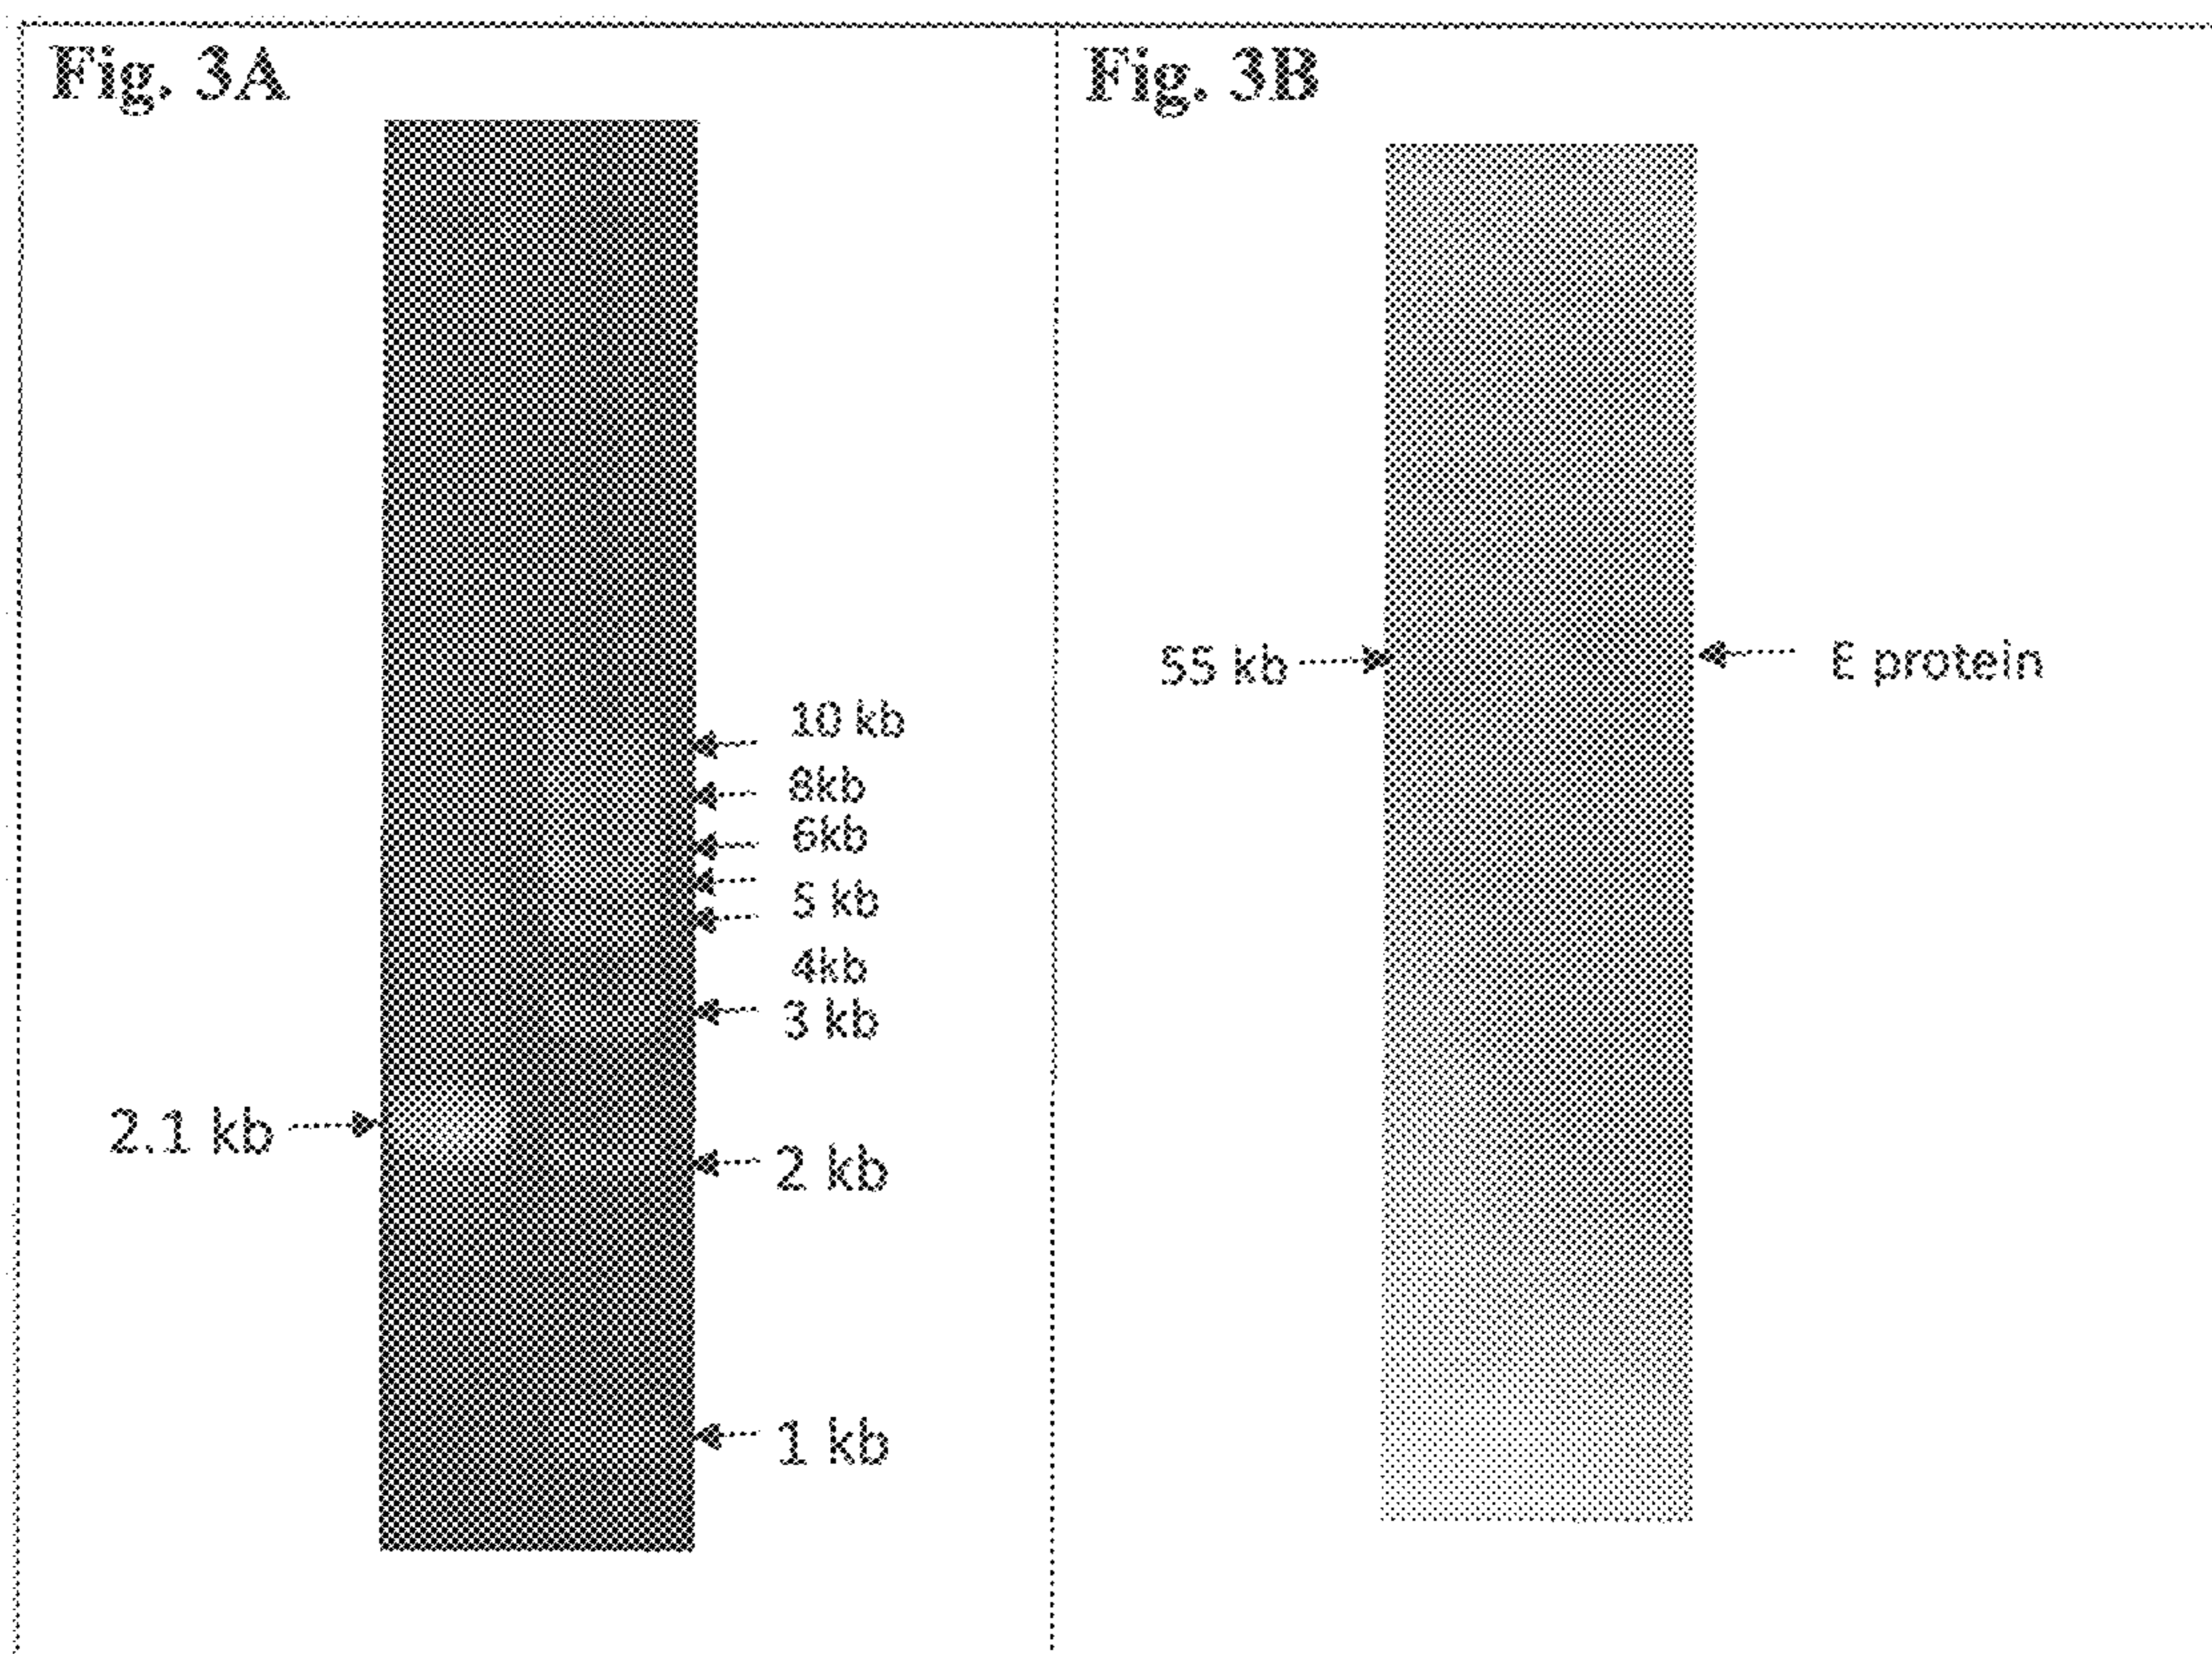 Fig. 3A
10 kb
8kb
6kb
5 kb
4kb
3 kb
2.1 kb
2 kb
1 kb
Fig. 3B
55 kb
E protein